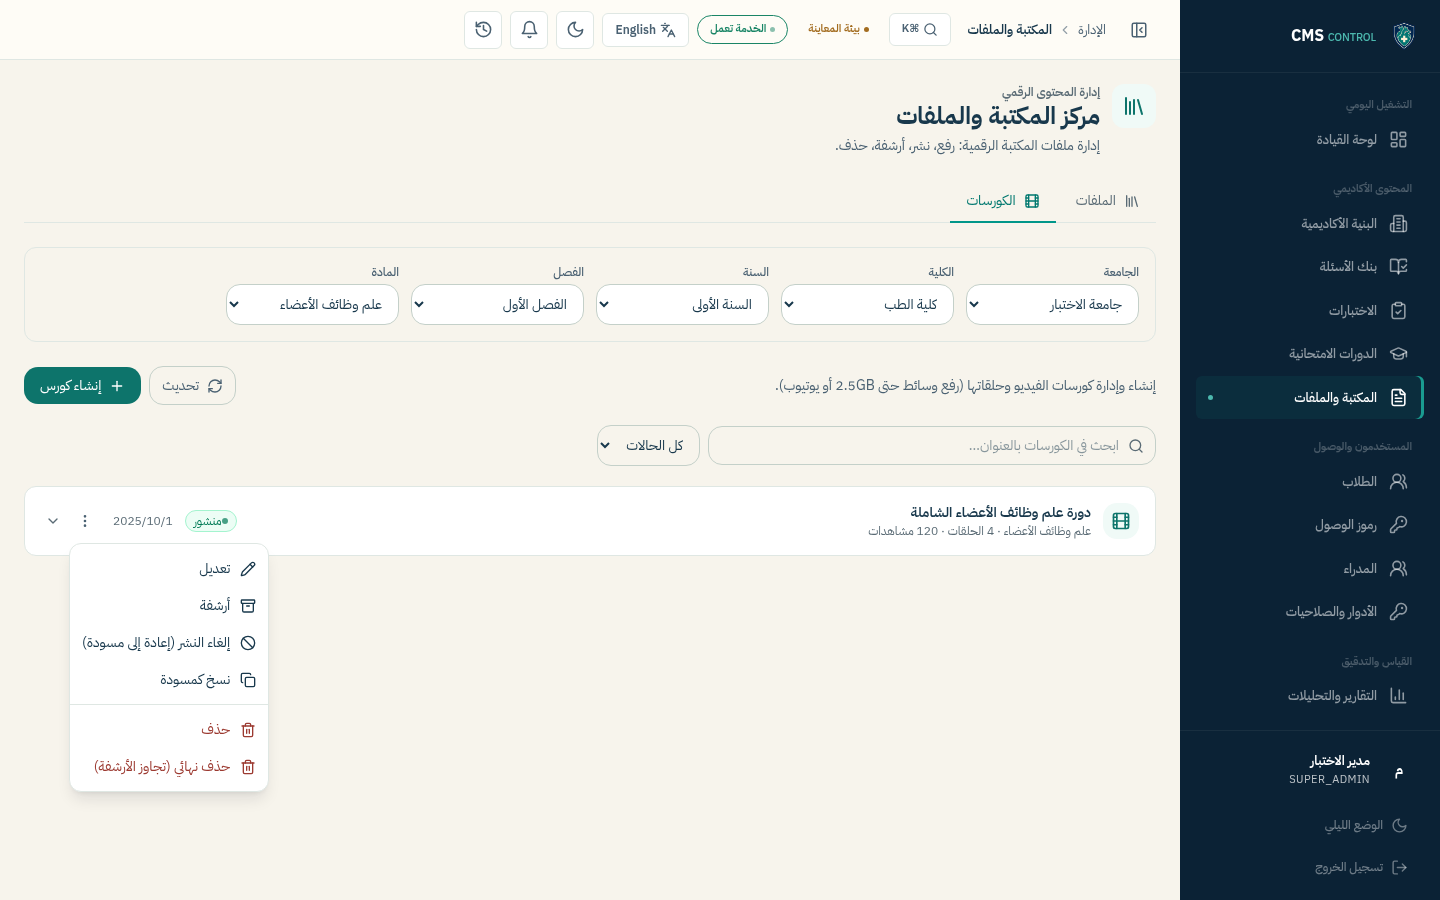 CMS CONTROL
التشغيل اليومي
لوحة القيادة
المحتوى الأكاديمي
البنية الأكاديمية
بنك الأسئلة
الاختبارات
الدورات الامتحانية
المكتبة والملفات
المستخدمون والوصول
الطلاب
رموز الوصول
المدراء
الأدوار والصلاحيات
القياس والتدقيق
التقارير والتحليلات
م
مدير الاختبار
SUPER_ADMIN
الوضع الليلي
تسجيل الخروج
الإدارة
المكتبة والملفات
⌘K
بيئة المعاينة
الخدمة تعمل
English
إدارة المحتوى الرقمي
مركز المكتبة والملفات
إدارة ملفات المكتبة الرقمية: رفع، نشر، أرشفة، حذف.
الملفات
الكورسات
الجامعة
الكلية
السنة
الفصل
المادة
جامعة الاختبار
كلية الطب
السنة الأولى
الفصل الأول
علم وظائف الأعضاء
إنشاء وإدارة كورسات الفيديو وحلقاتها (رفع وسائط حتى 2.5GB أو يوتيوب).
تحديث
إنشاء كورس
ابحث في الكورسات بالعنوان...
كل الحالات
دورة علم وظائف الأعضاء الشاملة
علم وظائف الأعضاء · 4 الحلقات · 120 مشاهدات
منشور
2025/10/1
تعديل
أرشفة
إلغاء النشر (إعادة إلى مسودة)
نسخ كمسودة
حذف
حذف نهائي (تجاوز الأرشفة)